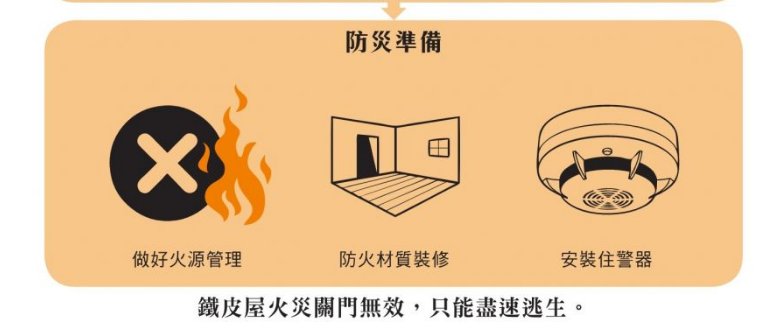 防災準備
做好火源管理
防火材質裝修
安裝住警器
鐵皮屋火災關門無效，只能盡速逃生。